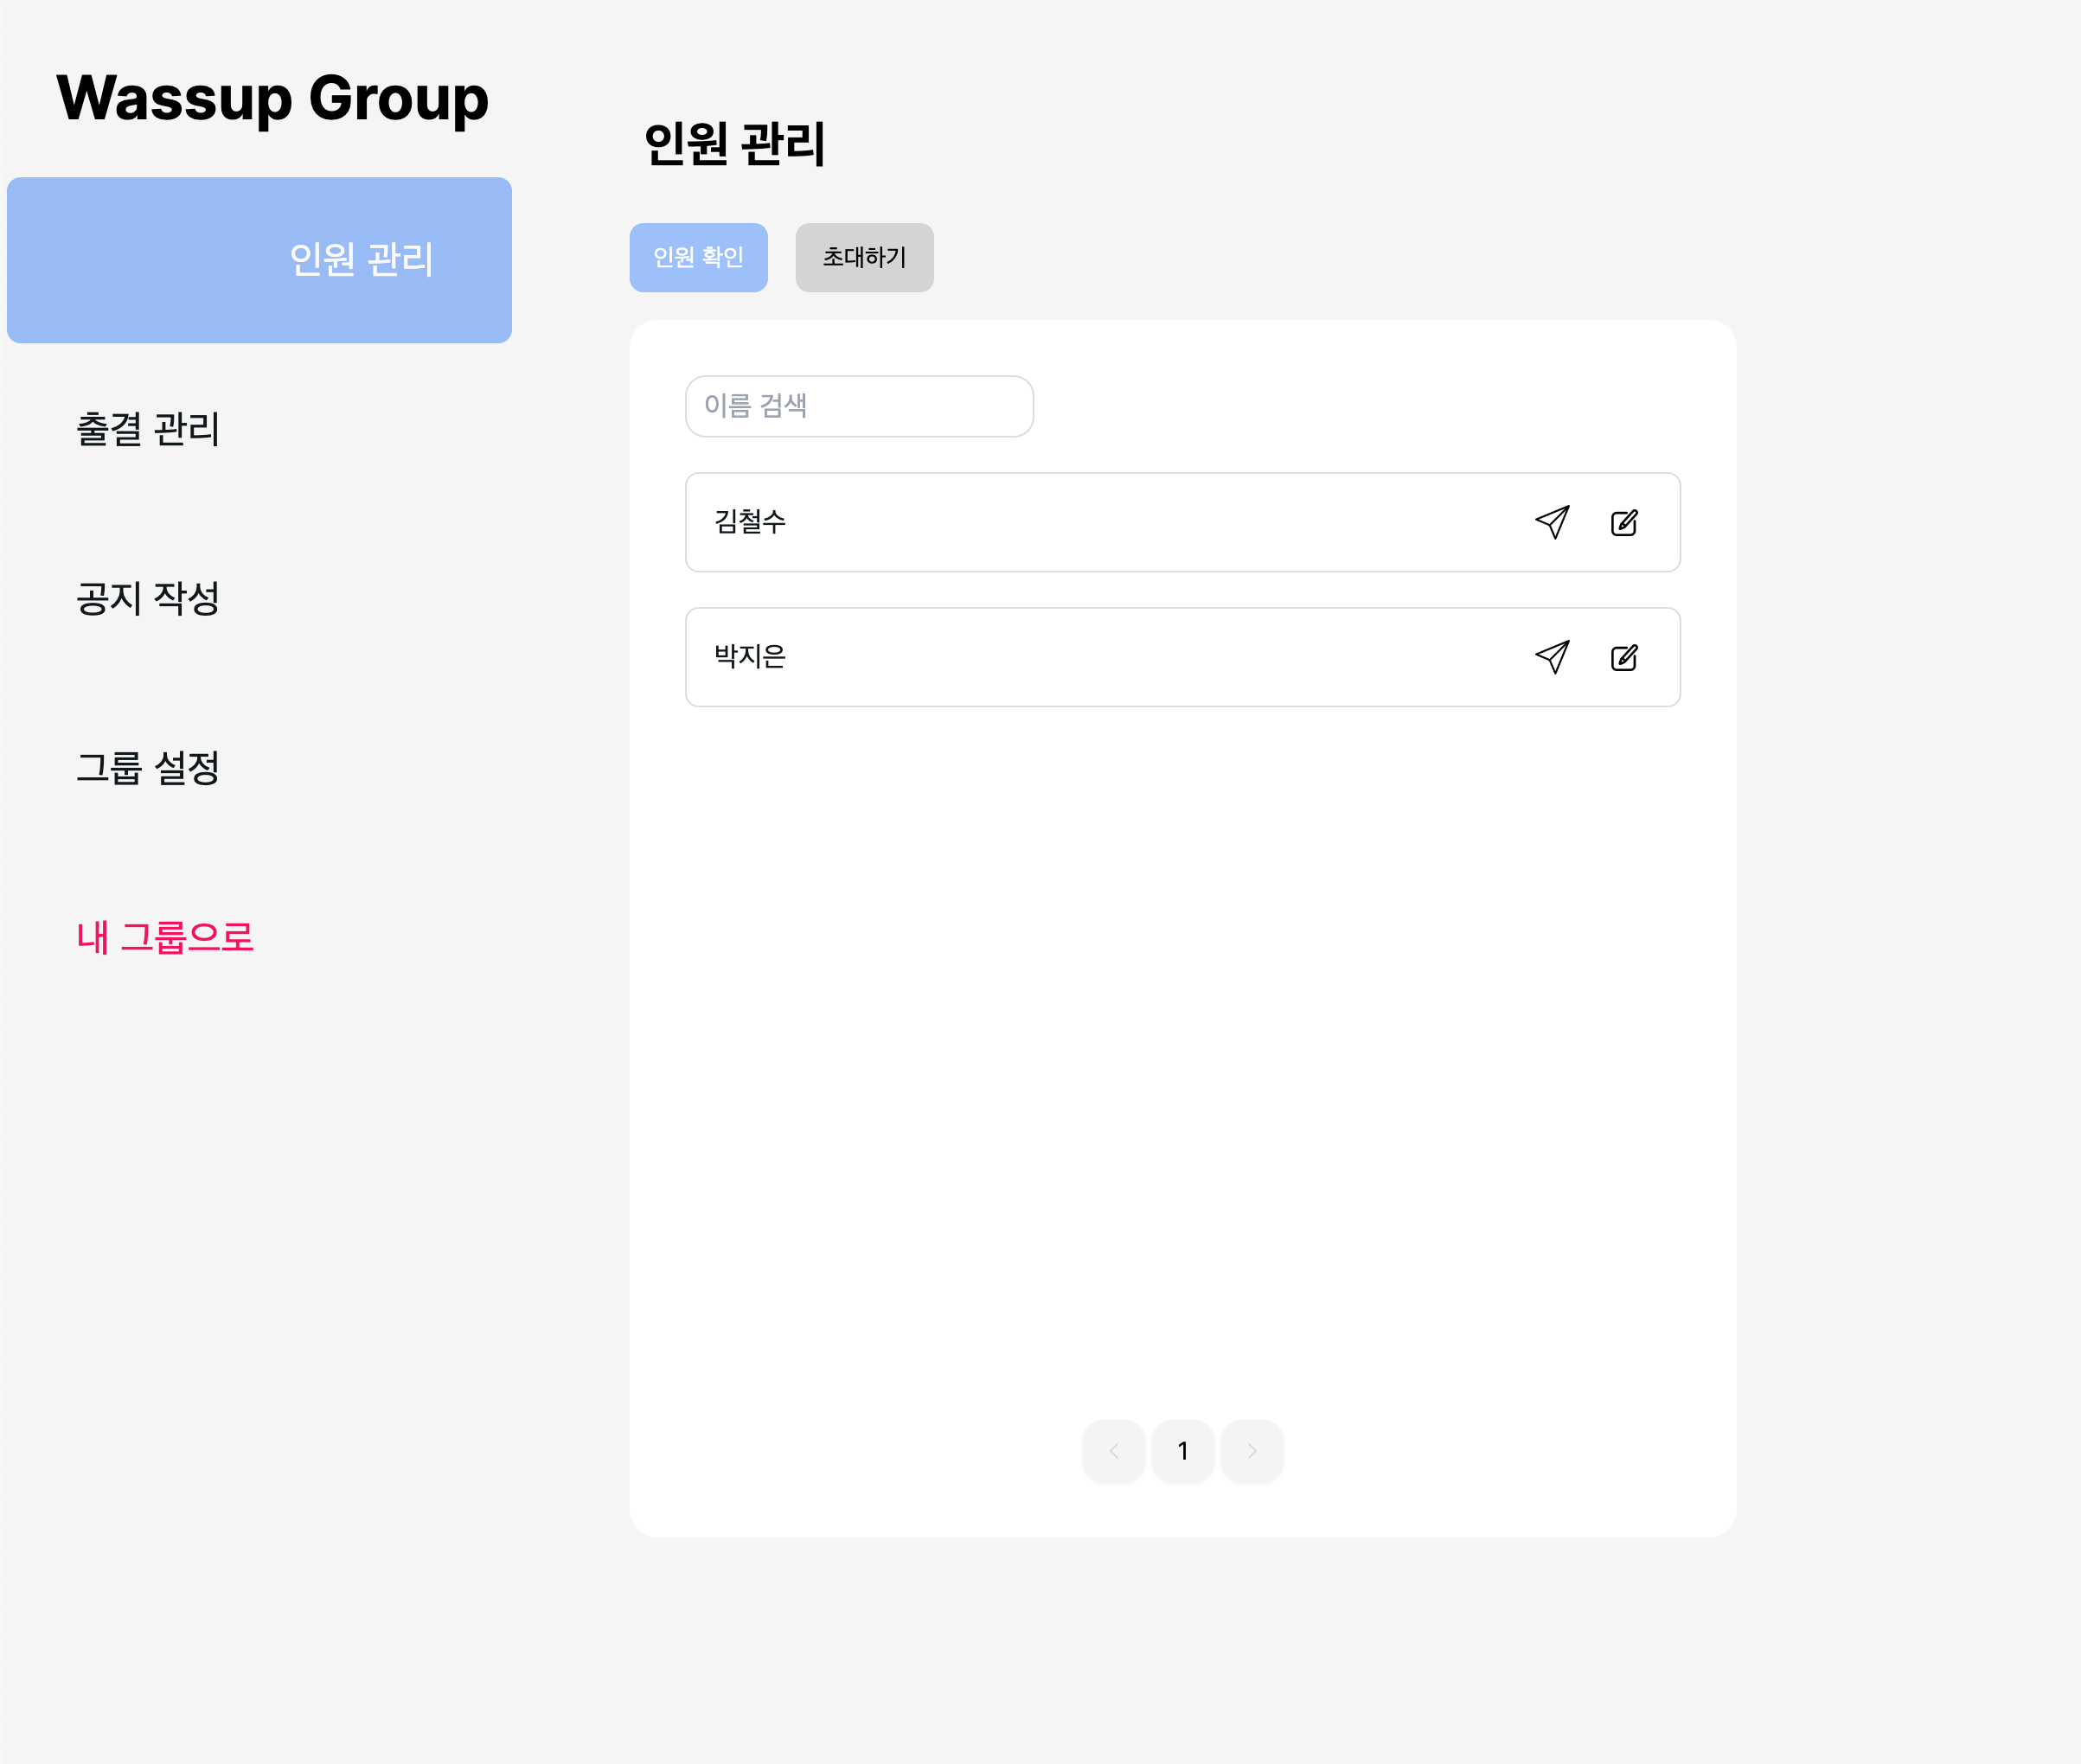 Wassup Group
인원 관리
출결 관리
공지 작성
그룹 설정
내 그룹으로
인원 관리
인원 확인
초대하기
이름 검색
김철수
박지은
1